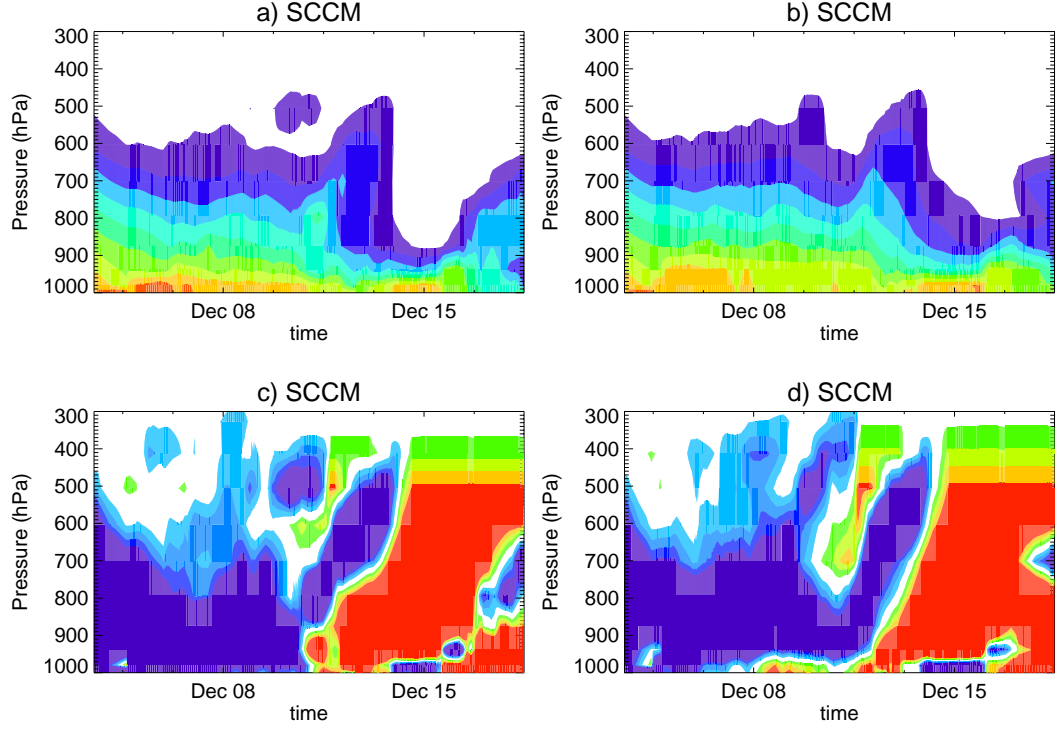 a) SCCM
b) SCCM
300
400
500
600
700
800
900
1000
Pressure (hPa)
Dec 08
Dec 15
time
300
400
500
600
700
800
900
1000
Pressure (hPa)
Dec 08
Dec 15
time
c) SCCM
d) SCCM
300
400
500
600
700
800
900
1000
Pressure (hPa)
Dec 08
Dec 15
time
300
400
500
600
700
800
900
1000
Pressure (hPa)
Dec 08
Dec 15
time